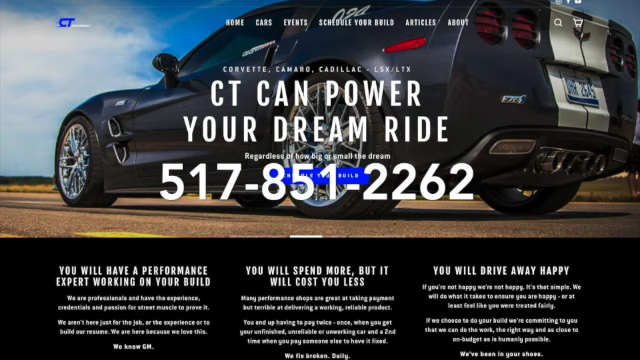 CT
HOME CARS EVENTS SCHEDULE YOUR BUILD ARTICLES ABOUT
CORVETTE, CAMARO, CADILLAC - LSX/LTX
CT CAN POWER
YOUR DREAM RIDE
Regardless of how big or small the dream
517-851-2262
ZR1
YOU WILL HAVE A PERFORMANCE
EXPERT WORKING ON YOUR BUILD
We are professionals and have the experience,
credentials and passion for street muscle to prove it.
We aren't here just for the job, or the experience or to
build our resume. We are here because we love this.
We know GM.
YOU WILL SPEND MORE, BUT IT
WILL COST YOU LESS
Many performance shops are great at taking payment
but terrible at delivering a working, reliable product.
You end up having to pay twice - once, when you get
your unfinished, unreliable or unworking car and a 2nd
time when you pay someone else to have it fixed.
We fix broken. Daily.
YOU WILL DRIVE AWAY HAPPY
If you're not happy we're not happy. It's that simple. We
will do what it takes to ensure you are happy - or at
least feel like you were treated fairly.
If we choose to do your build we're committing to you
that we can do the work, the right way and as close to
on-budget as is humanly possible.
We've been in your shoes.